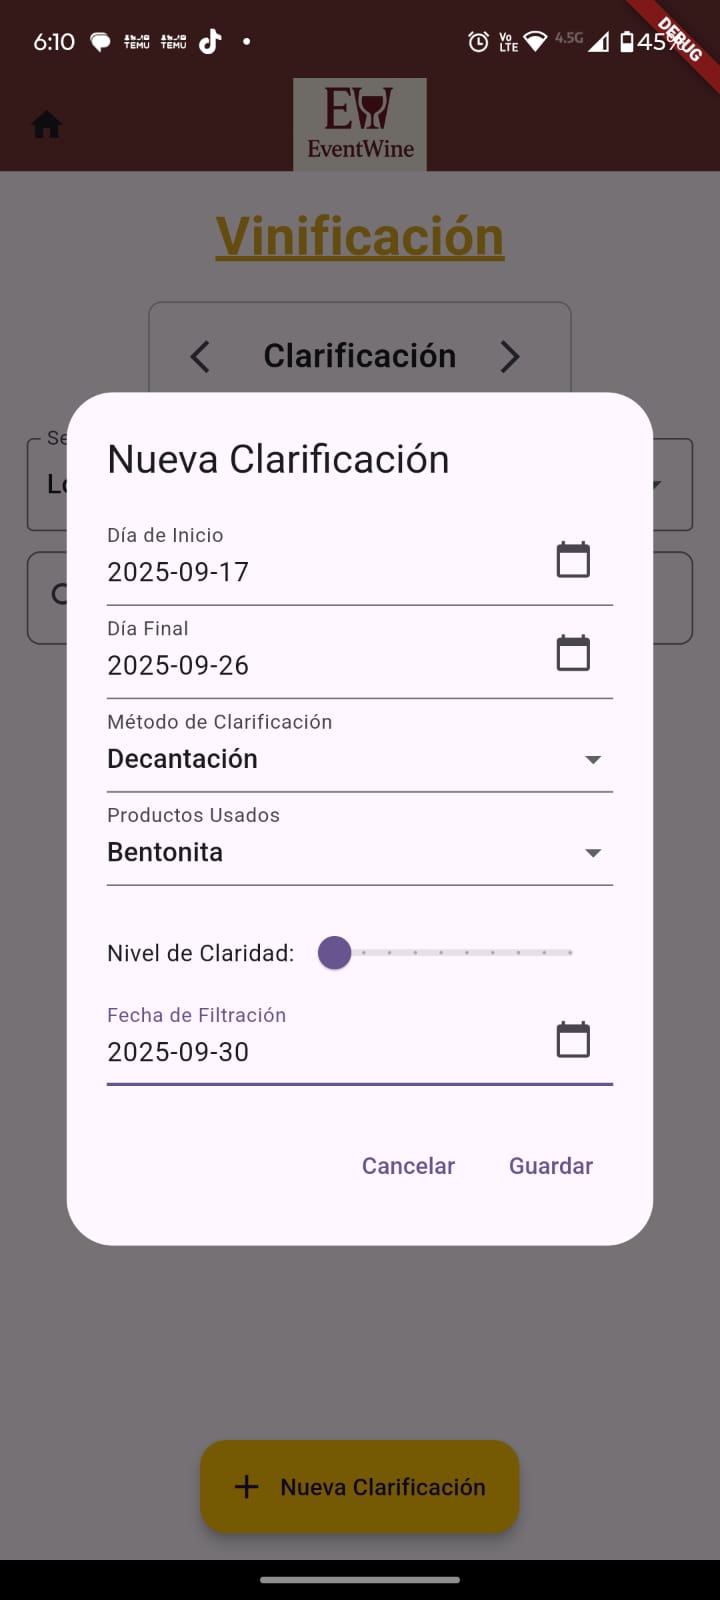 6:10
TEMU TEMU
Vo LTE 4.5G 45%
DEBUG
EW
EventWine
Vinificación
Clarificación
Se
Lo
Nueva Clarificación
Día de Inicio
2025-09-17
Día Final
2025-09-26
Método de Clarificación
Decantación
Productos Usados
Bentonita
Nivel de Claridad:
Fecha de Filtración
2025-09-30
Cancelar Guardar
+ Nueva Clarificación